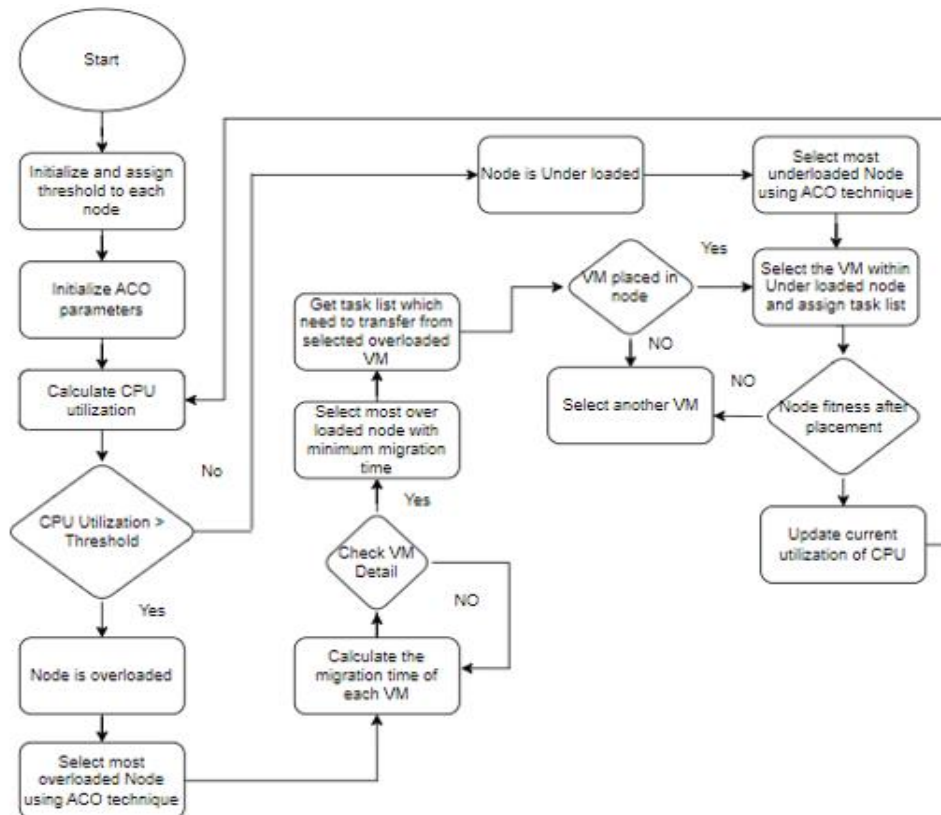 Start
Initialize and assign
threshold to each
node
Initialize ACO
parameters
Calculate CPU
utilization
CPU Utilization >
Threshold
No
Yes
Node is overloaded
Select most
overloaded Node
using ACO technique
Calculate the
migration time of
each VM
Check VM
Detail
NO
Yes
Select most over
loaded node with
minimum migration
time
Get task list which
need to transfer from
selected overloaded
VM
VM placed in
node
Yes
NO
Select another VM
Node is Under loaded
Select most
underloaded Node
using ACO technique
Select the VM within
Under loaded node
and assign task list
NO
Node fitness after
placement
Update current
utilization of CPU